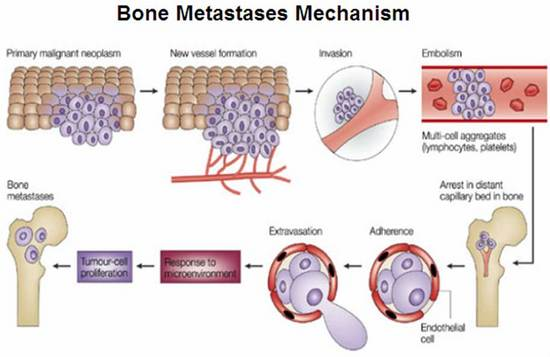 Bone Metastases Mechanism
Primary malignant neoplasm
New vessel formation
Invasion
Embolism
Multi-cell aggregates
(lymphocytes, platelets)
Arrest in distant
capillary bed in bone
Adherence
Endothelial
cell
Extravasation
Response to
microenvironment
Tumour-cell
proliferation
Bone
metastases